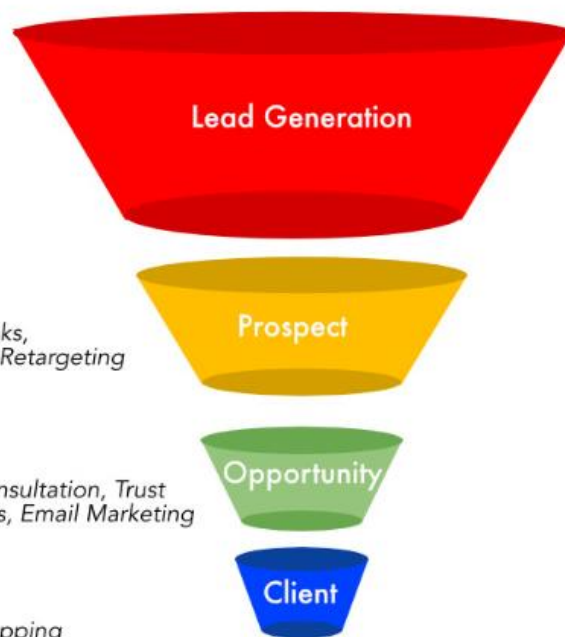 Lead Generation
Prospect
ks,
Retargeting
Opportunity
nsultation, Trust
s, Email Marketing
Client
pping